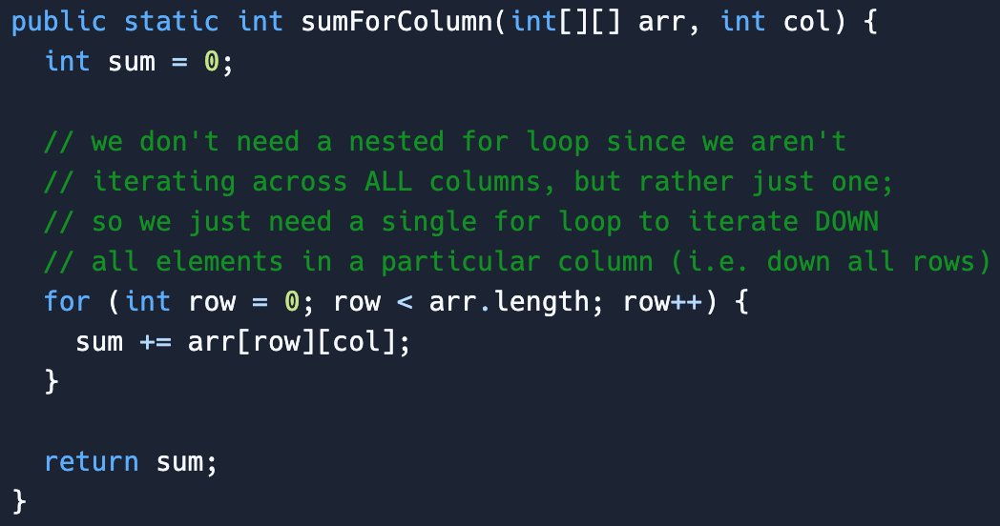 public static int sumForColumn(int[][] arr, int col) {
  int sum = 0;

  // we don't need a nested for loop since we aren't
  // iterating across ALL columns, but rather just one;
  // so we just need a single for loop to iterate DOWN
  // all elements in a particular column (i.e. down all rows)
  for (int row = 0; row < arr.length; row++) {
    sum += arr[row][col];
  }

  return sum;
}